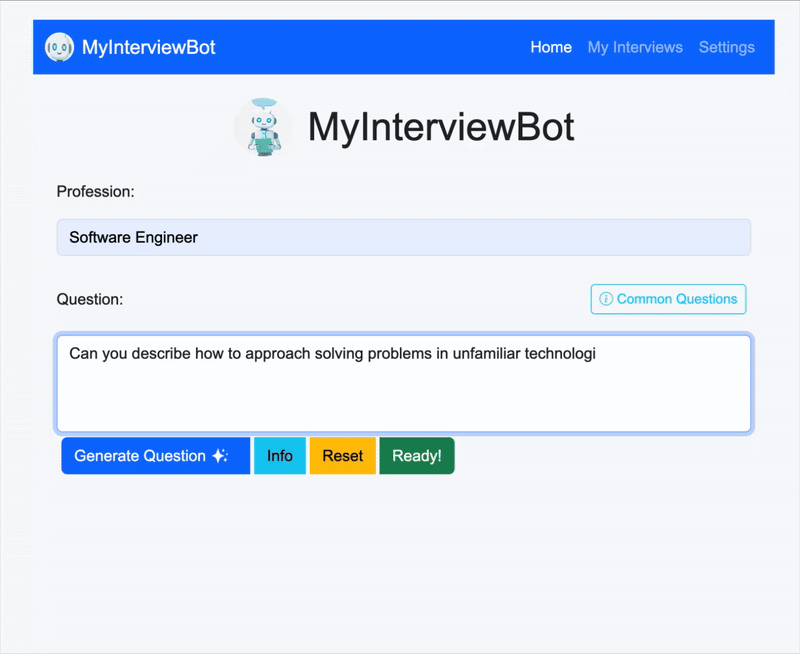 MyInterviewBot Home My Interviews Settings
MyInterviewBot
Profession:
Software Engineer
Question: Common Questions
Can you describe how to approach solving problems in unfamiliar technologi
Generate Question Info Reset Ready!